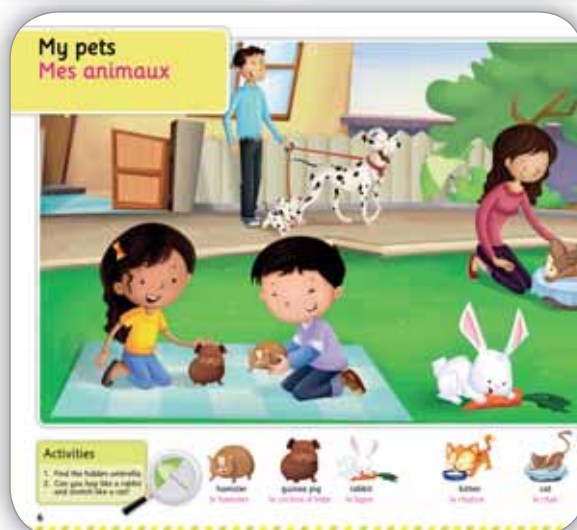 My pets
Mes animaux
Activities
1. Find the hidden umbrella.
2. Can you hop like a rabbit
and stretch like a cat?
hamster
guinea pig
rabbit
kitten
cat
le hamster
le cochon d'Inde
le lapin
le chaton
le chat
6